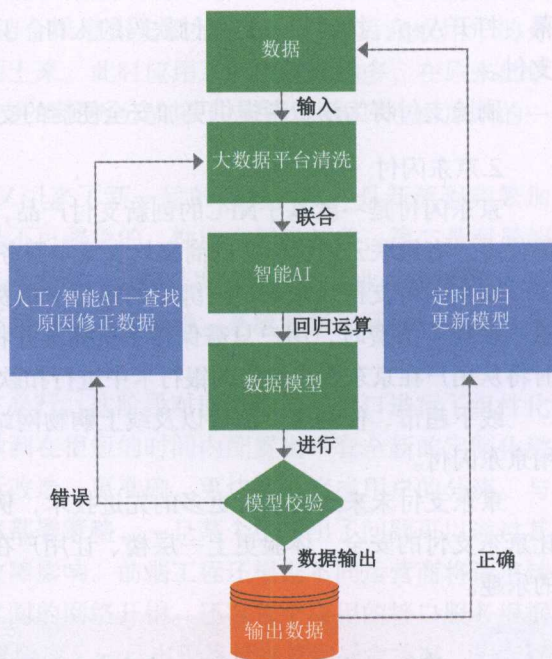 数据
输入
大数据平台清洗
联合
智能AI
人工/智能AI—查找
原因修正数据
定时回归
更新模型
回归运算
数据模型
进行
错误
模型校验
数据输出
正确
输出数据